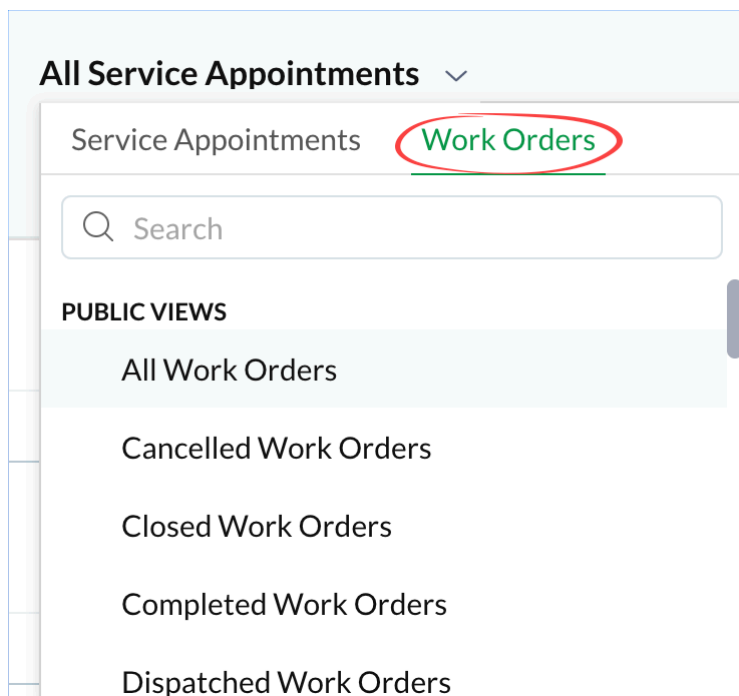 All Service Appointments
Service Appointments Work Orders
Search
PUBLIC VIEWS
All Work Orders
Cancelled Work Orders
Closed Work Orders
Completed Work Orders
Dispatched Work Orders